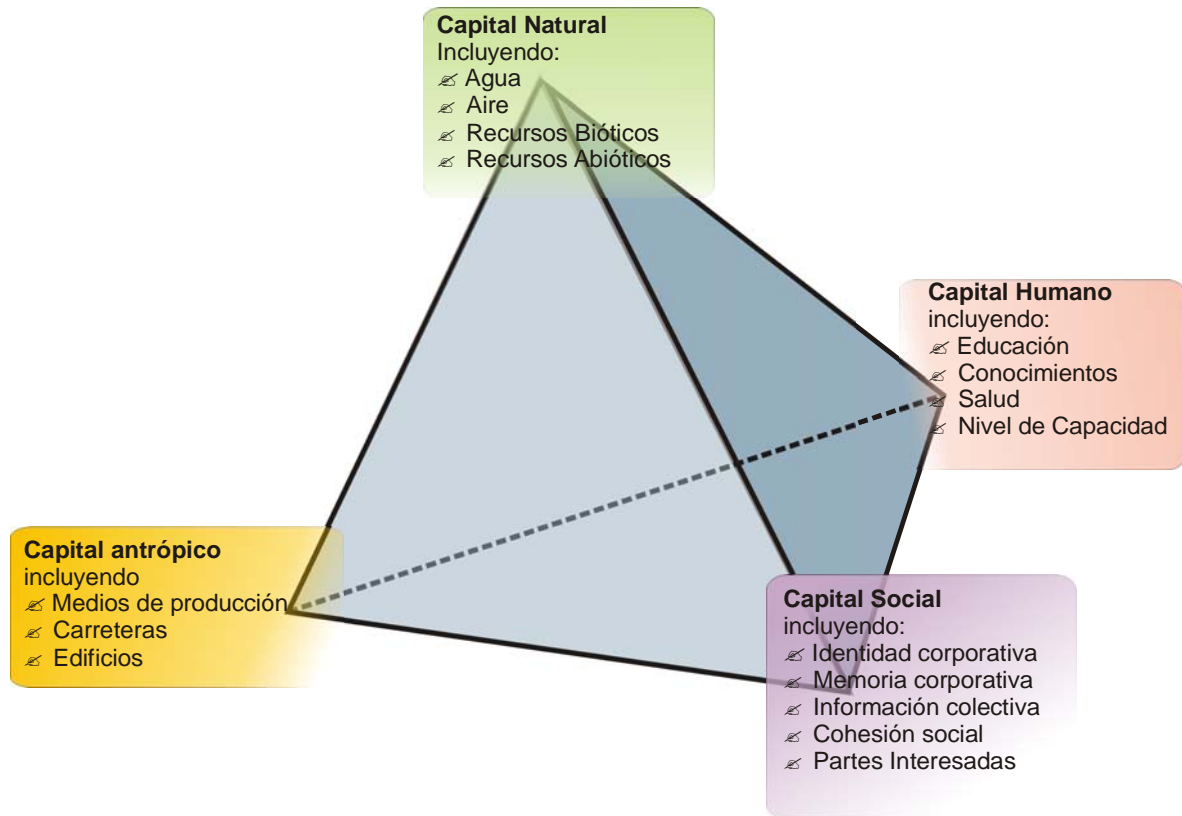 Capital Natural
Incluyendo:
Agua
Aire
Recursos Bióticos
Recursos Abióticos
Capital Humano
incluyendo:
Educación
Conocimientos
Salud
Nivel de Capacidad
Capital antrópico
incluyendo
Medios de producción
Carreteras
Edificios
Capital Social
incluyendo:
Identidad corporativa
Memoria corporativa
Información colectiva
Cohesión social
Partes Interesadas